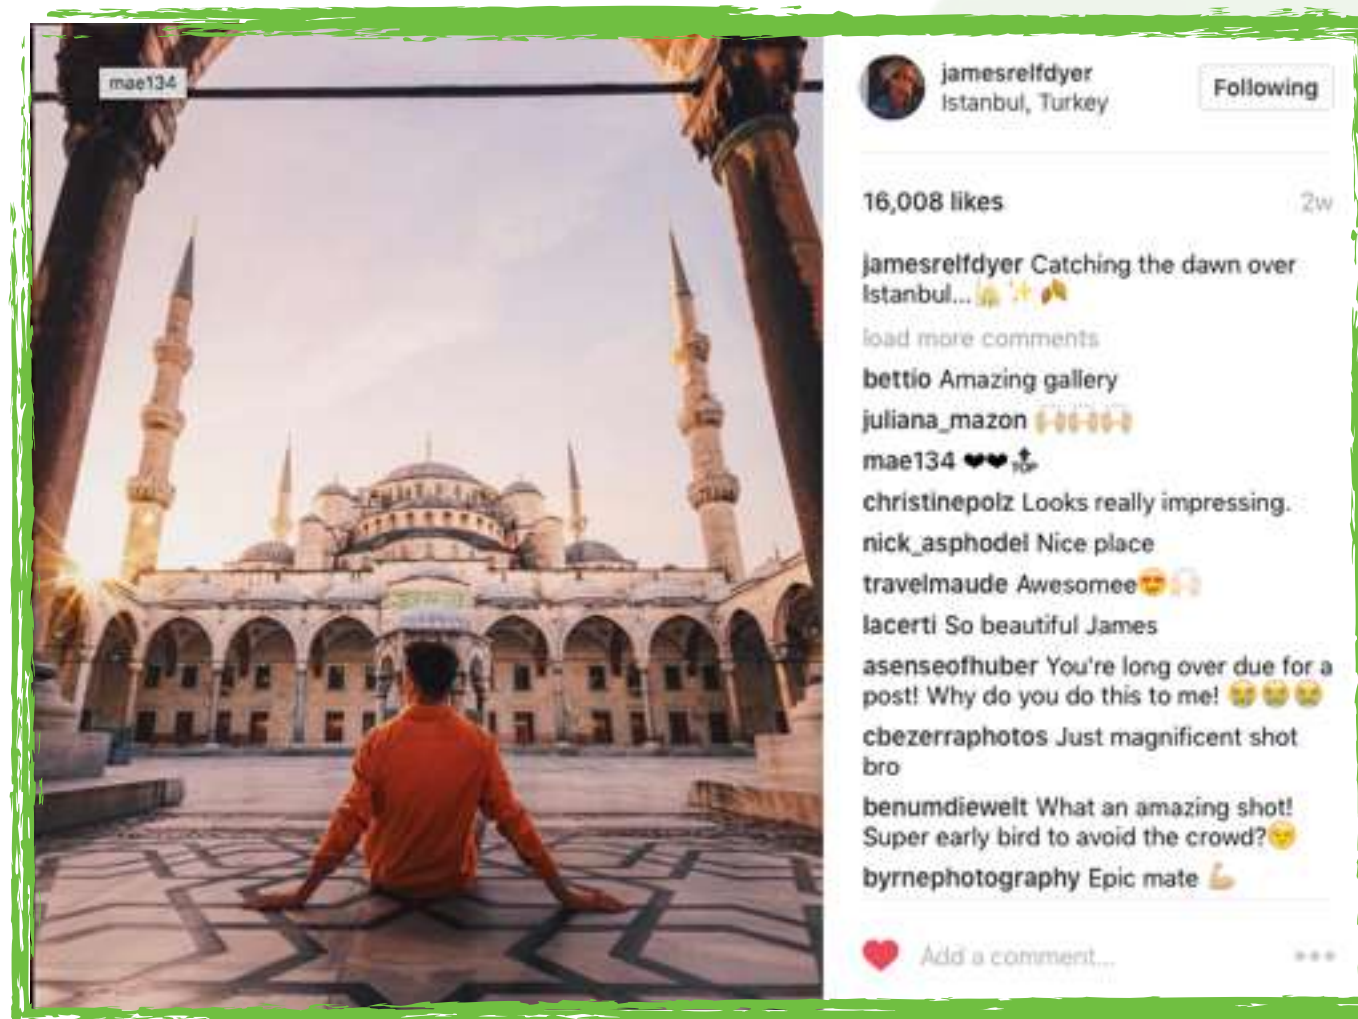 mae134
jamesrelfdyer
Istanbul, Turkey
Following
16,008 likes
2w
jamesrelfdyer Catching the dawn over
Istanbul...
load more comments
bettio Amazing gallery
juliana_mazon
mae134 ❤❤🔝
christinepolz Looks really impressing.
nick_asphodel Nice place
travelmaude Awesomee😍🙌
lacerti So beautiful James
asenseofhuber You're long over due for a
post! Why do you do this to me! 😭😭😭
cbezerraphotos Just magnificent shot
bro
benumdiewelt What an amazing shot!
Super early bird to avoid the crowd?
byrnephotography Epic mate 💪
Add a comment...